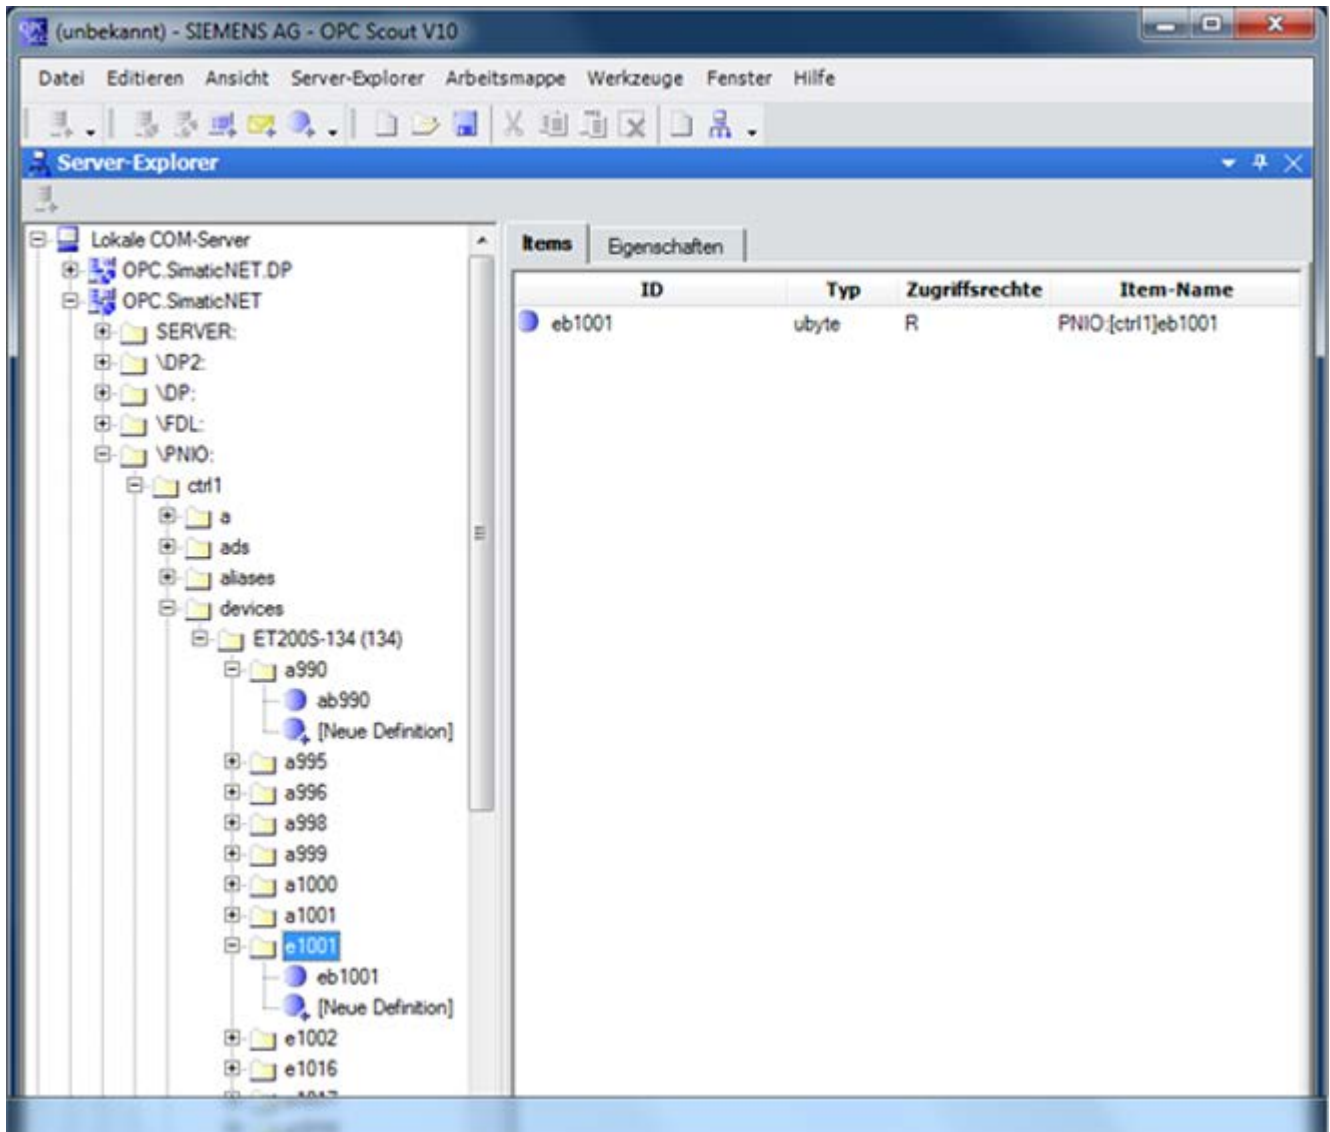 (unbekannt) - SIEMENS AG - OPC Scout V10
Datei Editieren Ansicht Server-Explorer Arbeitsmappe Werkzeuge Fenster Hilfe
Server-Explorer
Lokale COM-Server
OPC.SimaticNET.DP
OPC.SimaticNET
SERVER:
\DP2:
\DP:
\FDL:
\PNIO:
ctrl1
a
ads
aliases
devices
ET200S-134 (134)
a990
ab990
[Neue Definition]
a995
a996
a998
a999
a1000
a1001
e1001
eb1001
[Neue Definition]
e1002
e1016
Items Eigenschaften
ID Typ Zugriffsrechte Item-Name
eb1001 ubyte R PNIO:[ctrl1]eb1001